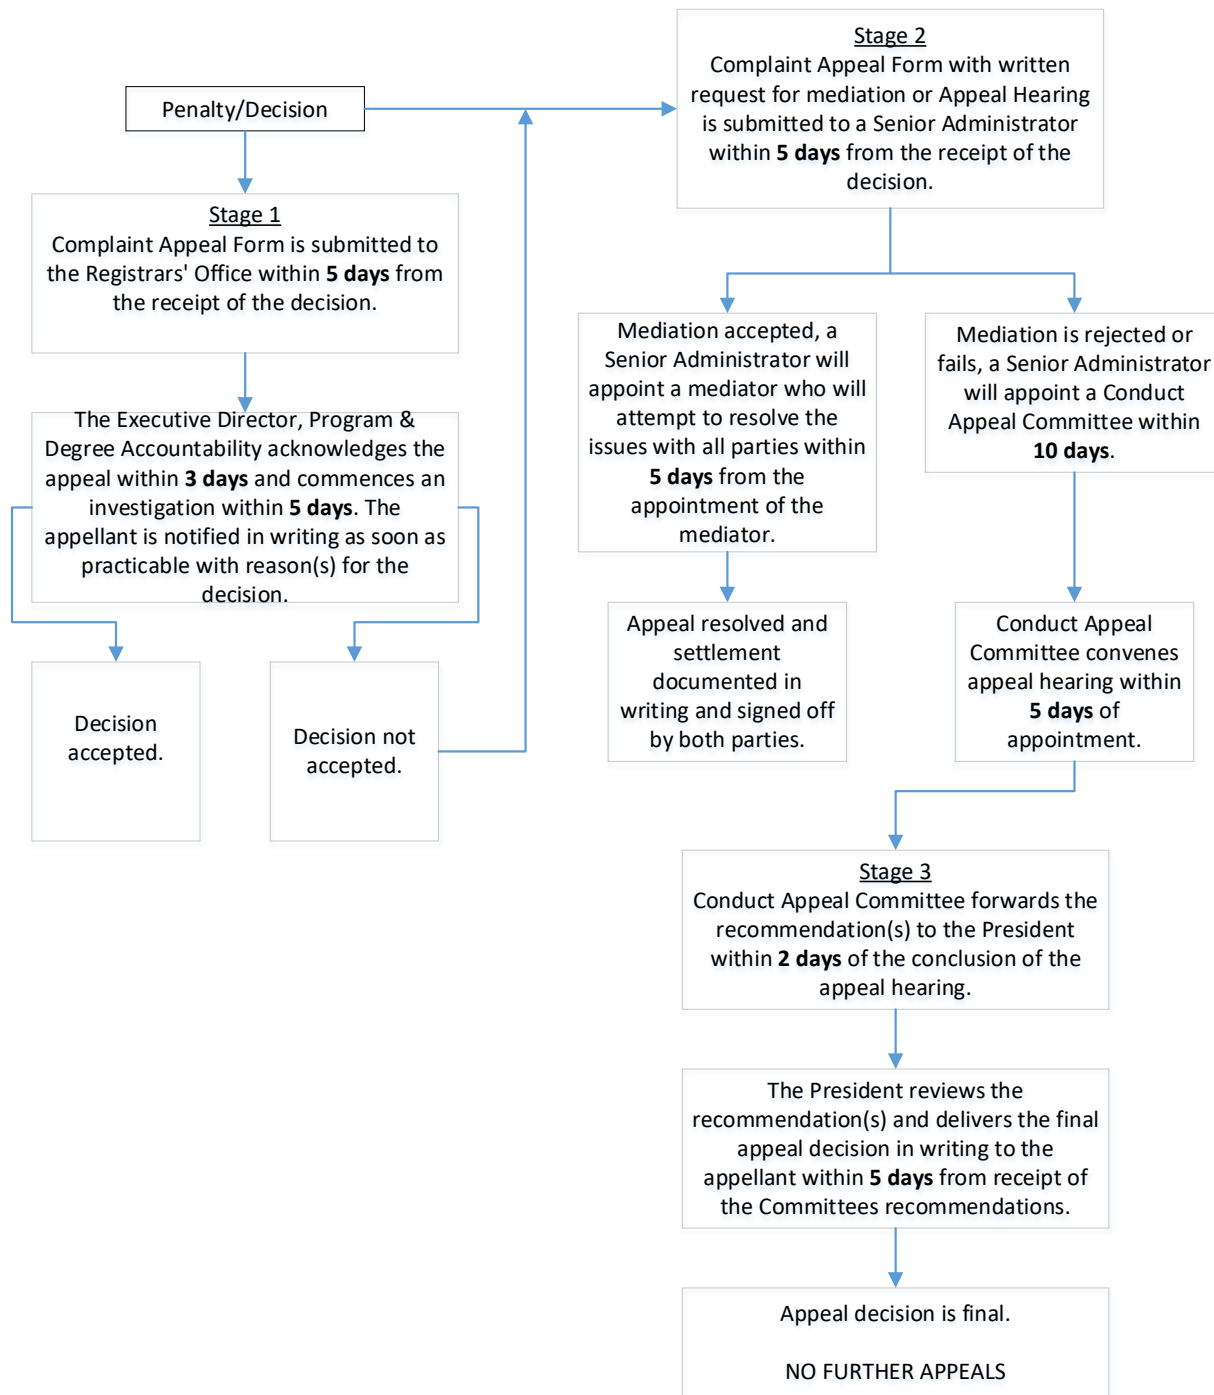 Penalty/Decision
Stage 1
Complaint Appeal Form is submitted to
the Registrars' Office within 5 days from
the receipt of the decision.
The Executive Director, Program &
Degree Accountability acknowledges the
appeal within 3 days and commences an
investigation within 5 days. The
appellant is notified in writing as soon as
practicable with reason(s) for the
decision.
Decision
accepted.
Decision not
accepted.
Stage 2
Complaint Appeal Form with written
request for mediation or Appeal Hearing
is submitted to a Senior Administrator
within 5 days from the receipt of the
decision.
Mediation accepted, a
Senior Administrator will
appoint a mediator who will
attempt to resolve the
issues with all parties within
5 days from the
appointment of the
mediator.
Appeal resolved and
settlement
documented in
writing and signed off
by both parties.
Mediation is rejected or
fails, a Senior Administrator
will appoint a Conduct
Appeal Committee within
10 days.
Conduct Appeal
Committee convenes
appeal hearing within
5 days of
appointment.
Stage 3
Conduct Appeal Committee forwards the
recommendation(s) to the President
within 2 days of the conclusion of the
appeal hearing.
The President reviews the
recommendation(s) and delivers the final
appeal decision in writing to the
appellant within 5 days from receipt of
the Committees recommendations.
Appeal decision is final.
NO FURTHER APPEALS